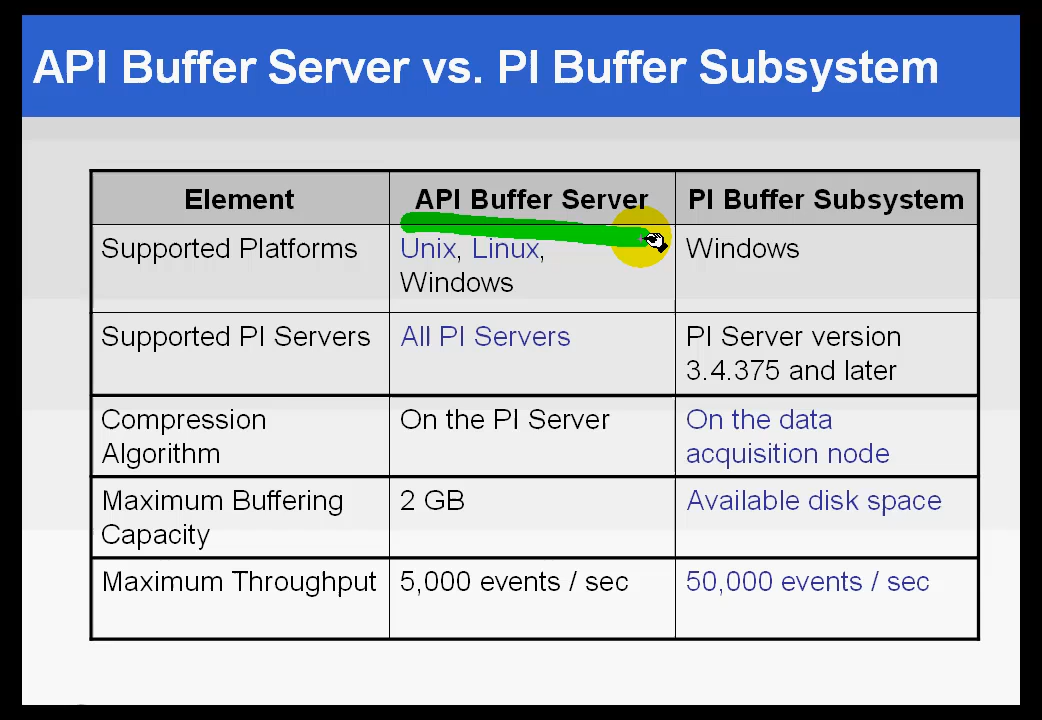 API Buffer Server vs. PI Buffer Subsystem
Element API Buffer Server PI Buffer Subsystem
Supported Platforms Unix, Linux, Windows
Windows
Supported PI Servers All PI Servers PI Server version
3.4.375 and later
Compression On the PI Server On the data
Algorithm acquisition node
Maximum Buffering 2 GB Available disk space
Capacity
Maximum Throughput 5,000 events / sec 50,000 events / sec